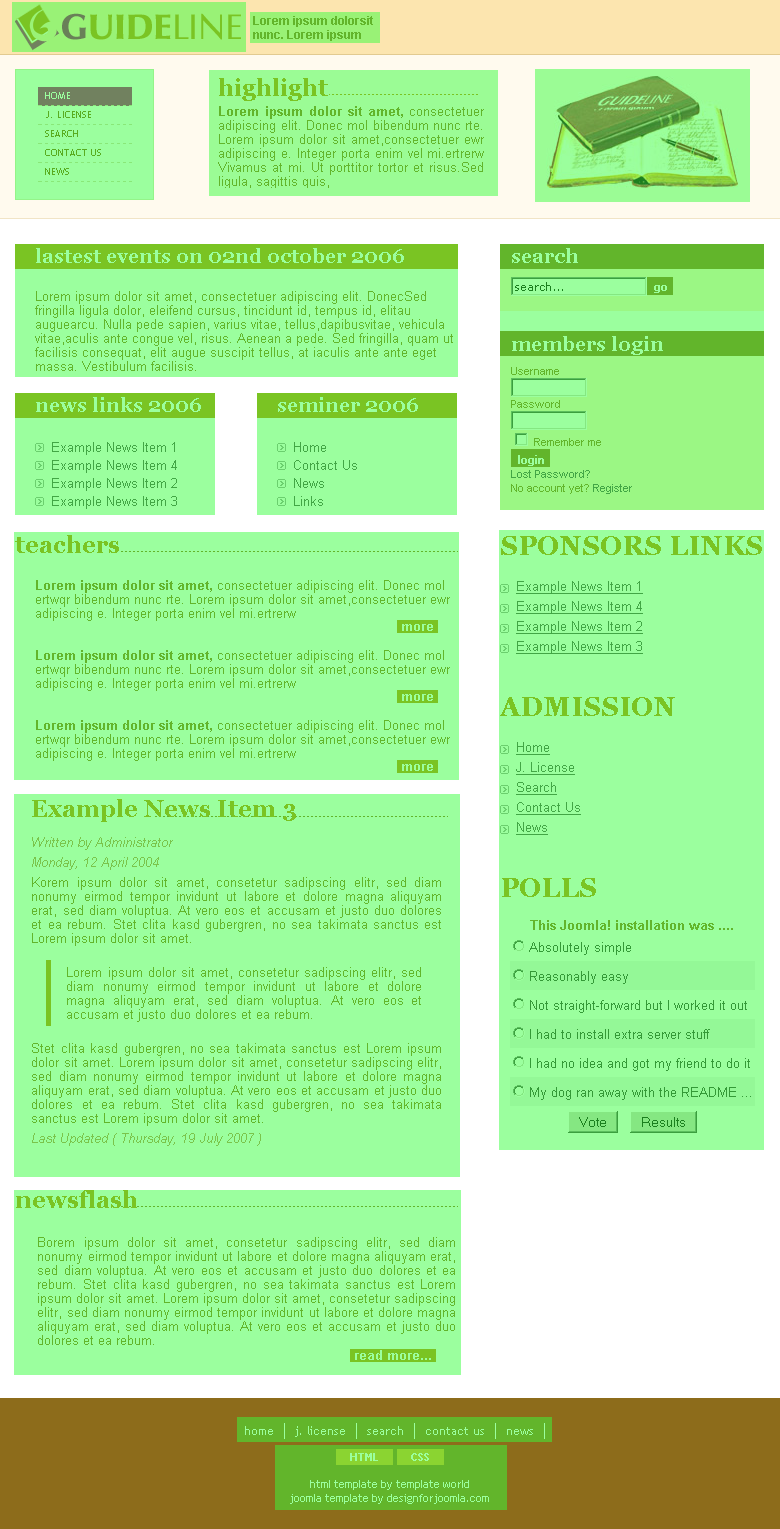 GUIDELINE
Lorem ipsum dolorsit
nunc. Lorem ipsum
HOME
J. LICENSE
SEARCH
CONTACT US
NEWS
highlight
Lorem ipsum dolor sit amet, consectetuer
adipiscing elit. Donec mol bibendum nunc rte.
Lorem ipsum dolor sit amet,consectetuer ewr
adipiscing e. Integer porta enim vel mi.ertrerw
Vivamus at mi. Ut porttitor tortor et risus.Sed
ligula, sagittis quis,
GUIDELINE
lastest events on 02nd october 2006
Lorem ipsum dolor sit amet, consectetuer adipiscing elit. DonecSed
fringilla ligula dolor, eleifend cursus, tincidunt id, tempus id, elitau
auguearcu. Nulla pede sapien, varius vitae, tellus,dapibusvitae, vehicula
vitae,aculis ante congue vel, risus. Aenean a pede. Sed fringilla, quam ut
facilisis consequat, elit augue suscipit tellus, at iaculis ante ante eget
massa. Vestibulum facilisis.
news links 2006
Example News Item 1
Example News Item 4
Example News Item 2
Example News Item 3
seminer 2006
Home
Contact Us
News
Links
teachers
Lorem ipsum dolor sit amet, consectetuer adipiscing elit. Donec mol
ertwqr bibendum nunc rte. Lorem ipsum dolor sit amet,consectetuer ewr
adipiscing e. Integer porta enim vel mi.ertrerw
more
Lorem ipsum dolor sit amet, consectetuer adipiscing elit. Donec mol
ertwqr bibendum nunc rte. Lorem ipsum dolor sit amet,consectetuer ewr
adipiscing e. Integer porta enim vel mi.ertrerw
more
Lorem ipsum dolor sit amet, consectetuer adipiscing elit. Donec mol
ertwqr bibendum nunc rte. Lorem ipsum dolor sit amet,consectetuer ewr
adipiscing e. Integer porta enim vel mi.ertrerw
more
Example News Item 3
Written by Administrator
Monday, 12 April 2004
Korem ipsum dolor sit amet, consetetur sadipscing elitr, sed diam
nonumy eirmod tempor invidunt ut labore et dolore magna aliquyam
erat, sed diam voluptua. At vero eos et accusam et justo duo dolores
et ea rebum. Stet clita kasd gubergren, no sea takimata sanctus est
Lorem ipsum dolor sit amet.
Lorem ipsum dolor sit amet, consetetur sadipscing elitr, sed
diam nonumy eirmod tempor invidunt ut labore et dolore
magna aliquyam erat, sed diam voluptua. At vero eos et
accusam et justo duo dolores et ea rebum.
Stet clita kasd gubergren, no sea takimata sanctus est Lorem ipsum
dolor sit amet. Lorem ipsum dolor sit amet, consetetur sadipscing elitr,
sed diam nonumy eirmod tempor invidunt ut labore et dolore magna
aliquyam erat, sed diam voluptua. At vero eos et accusam et justo duo
dolores et ea rebum. Stet clita kasd gubergren, no sea takimata
sanctus est Lorem ipsum dolor sit amet.
Last Updated ( Thursday, 19 July 2007 )
newsflash
Borem ipsum dolor sit amet, consetetur sadipscing elitr, sed diam
nonumy eirmod tempor invidunt ut labore et dolore magna aliquyam erat,
sed diam voluptua. At vero eos et accusam et justo duo dolores et ea
rebum. Stet clita kasd gubergren, no sea takimata sanctus est Lorem
ipsum dolor sit amet. Lorem ipsum dolor sit amet, consetetur sadipscing
elitr, sed diam nonumy eirmod tempor invidunt ut labore et dolore magna
aliquyam erat, sed diam voluptua. At vero eos et accusam et justo duo
dolores et ea rebum.
read more...
search
search...
go
members login
Username
Password
Remember me
login
Lost Password?
No account yet? Register
SPONSORS LINKS
Example News Item 1
Example News Item 4
Example News Item 2
Example News Item 3
ADMISSION
Home
J. License
Search
Contact Us
News
POLLS
This Joomla! installation was ....
Absolutely simple
Reasonably easy
Not straight-forward but I worked it out
I had to install extra server stuff
I had no idea and got my friend to do it
My dog ran away with the README ...
Vote
Results
home
j. license
search
contact us
news
HTML
CSS
html template by template world
joomla template by designforjoomla.com